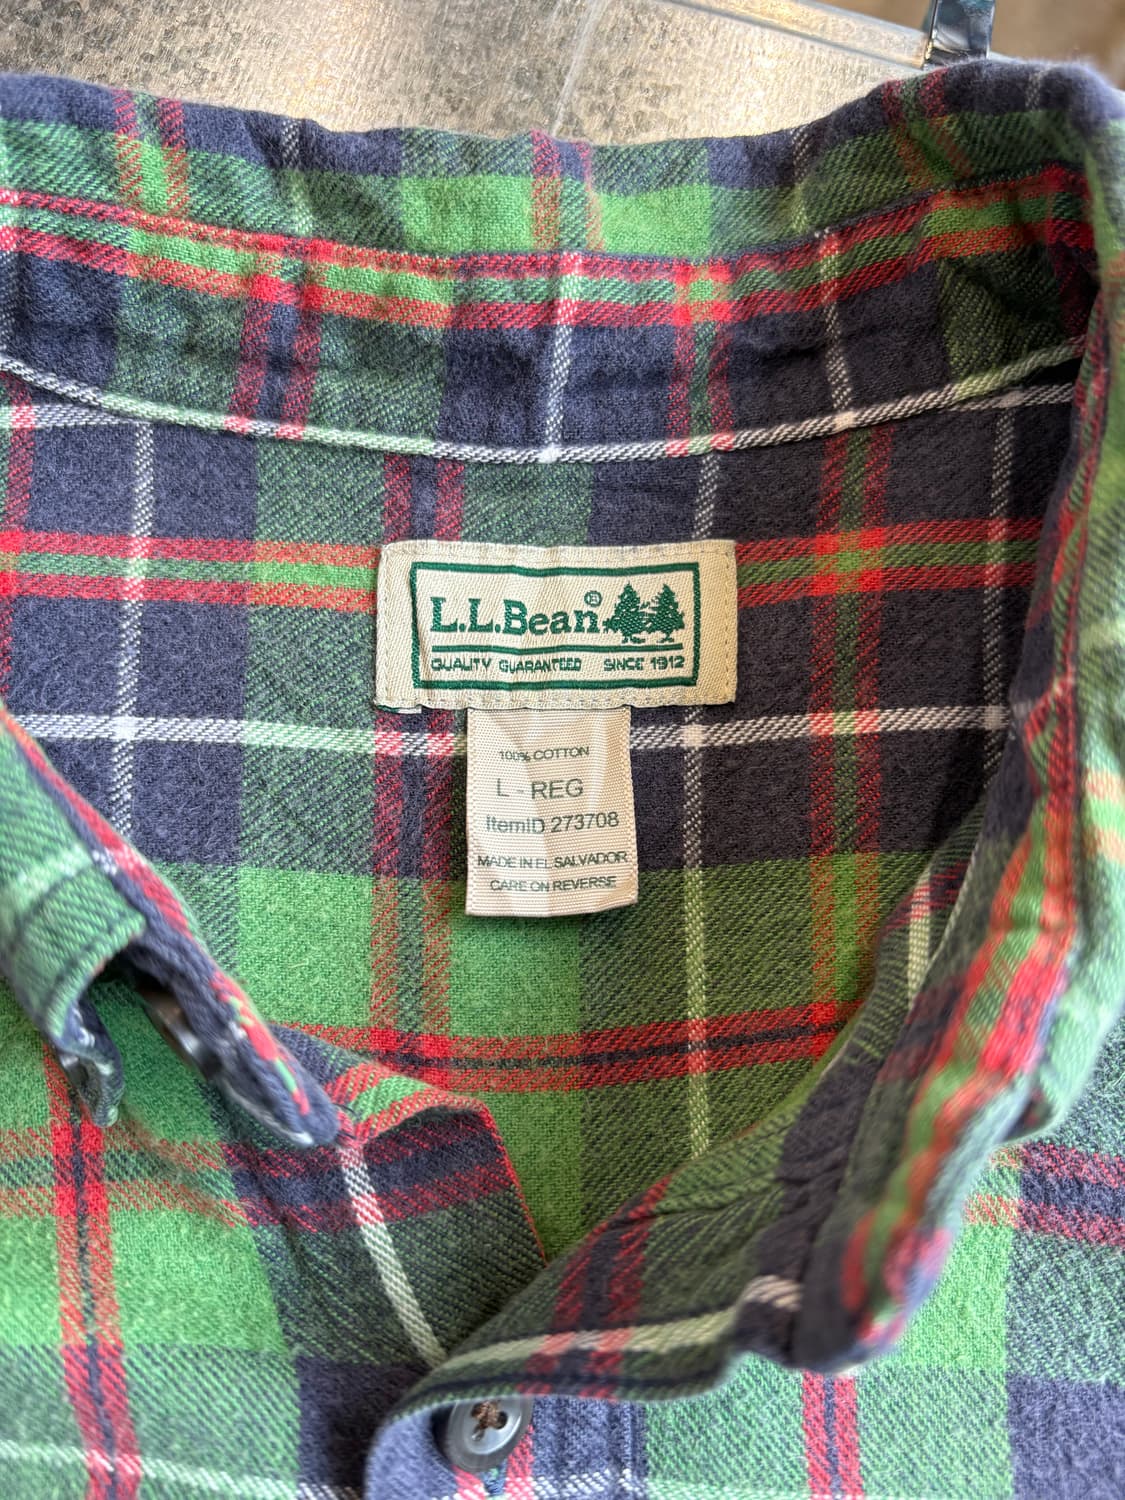 L.L.Bean®
QUALITY GUARANTEED SINCE 1912
100% COTTON
L - REG
ItemID 273708
MADE IN EL SALVADOR
CARE ON REVERSE